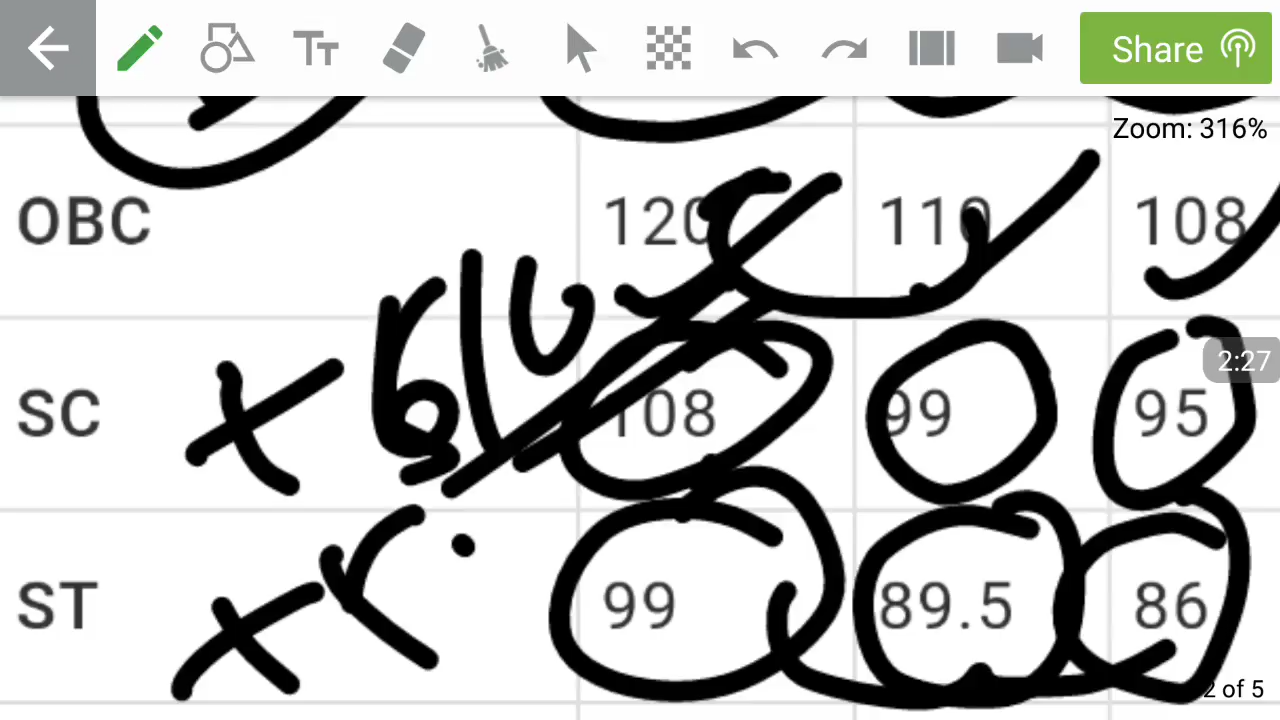 Share
Zoom: 316%
OBC 120 110 108
2:27
SC 108 99 95
ST 99 89.5 86
2 of 5